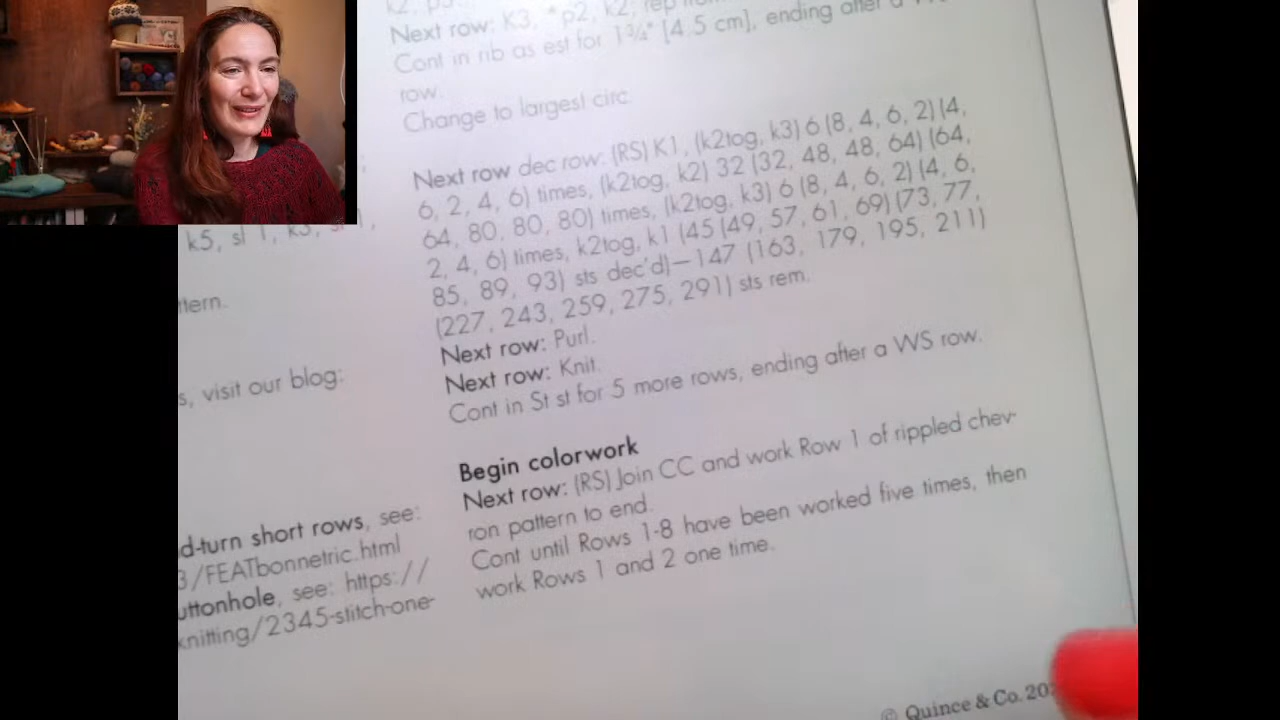 k2, p3.
Next row: K3, *p2, k2; rep from
Cont in rib as est for 1¾" [4.5 cm], ending after a WS
row.
Change to largest circ.
Next row dec row: (RS) K1, (k2tog, k3) 6 (8, 4, 6, 2) (4,
6, 2, 4, 6) times, (k2tog, k2) 32 (32, 48, 48, 64) (64,
64, 80, 80, 80) times, (k2tog, k3) 6 (8, 4, 6, 2) (4, 6,
2, 4, 6) times, k2tog, k1 (45 (49, 57, 61, 69) (73, 77,
85, 89, 93) sts dec'd)—147 (163, 179, 195, 211)
(227, 243, 259, 275, 291) sts rem.
Next row: Purl.
Next row: Knit.
Cont in St st for 5 more rows, ending after a WS row.
Begin colorwork
Next row: (RS) Join CC and work Row 1 of rippled chev-
ron pattern to end.
Cont until Rows 1-8 have been worked five times, then
work Rows 1 and 2 one time.
k5, sl 1, k5,
tern.
s, visit our blog:
d-turn short rows, see:
3/FEATbonnetric.html
uttonhole, see: https://
knitting/2345-stitch-one-
© Quince & Co. 20